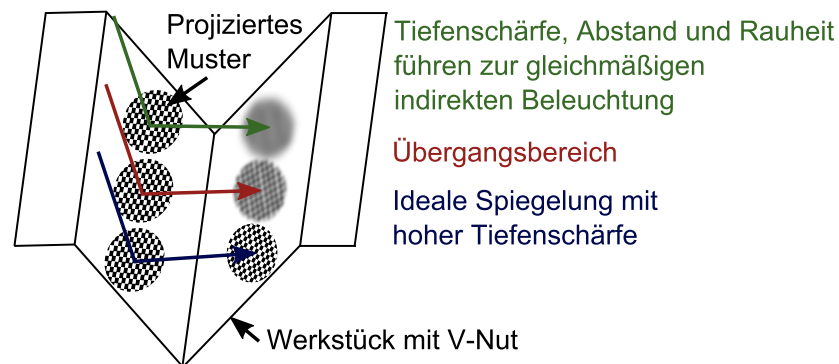 Projiziertes
Muster
Tiefenschärfe, Abstand und Rauheit
führen zur gleichmäßigen
indirekten Beleuchtung
Übergangsbereich
Ideale Spiegelung mit
hoher Tiefenschärfe
Werkstück mit V-Nut